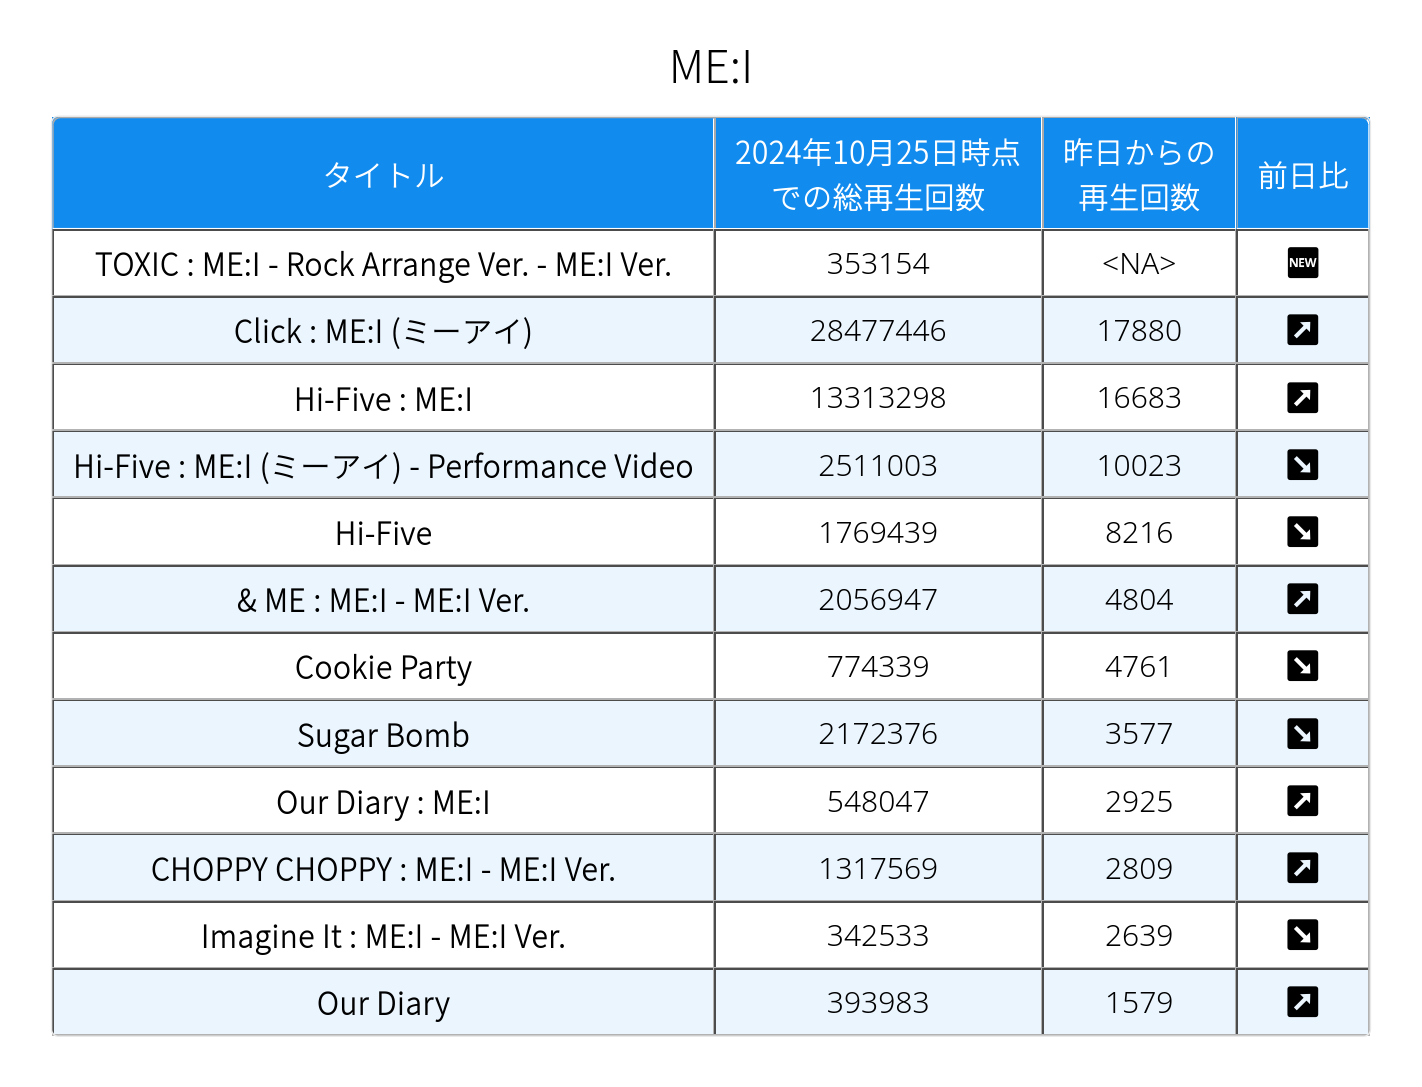 ME:I
タイトル 2024年10月25日時点 昨日からの 前日比
での総再生回数 再生回数
TOXIC : ME:I - Rock Arrange Ver. - ME:I Ver. 353154 <NA> NEW
Click : ME:I (ミーアイ) 28477446 17880
Hi-Five : ME:I 13313298 16683
Hi-Five : ME:I (ミーアイ) - Performance Video 2511003 10023
Hi-Five 1769439 8216
& ME : ME:I - ME:I Ver. 2056947 4804
Cookie Party 774339 4761
Sugar Bomb 2172376 3577
Our Diary : ME:I 548047 2925
CHOPPY CHOPPY : ME:I - ME:I Ver. 1317569 2809
Imagine It : ME:I - ME:I Ver. 342533 2639
Our Diary 393983 1579